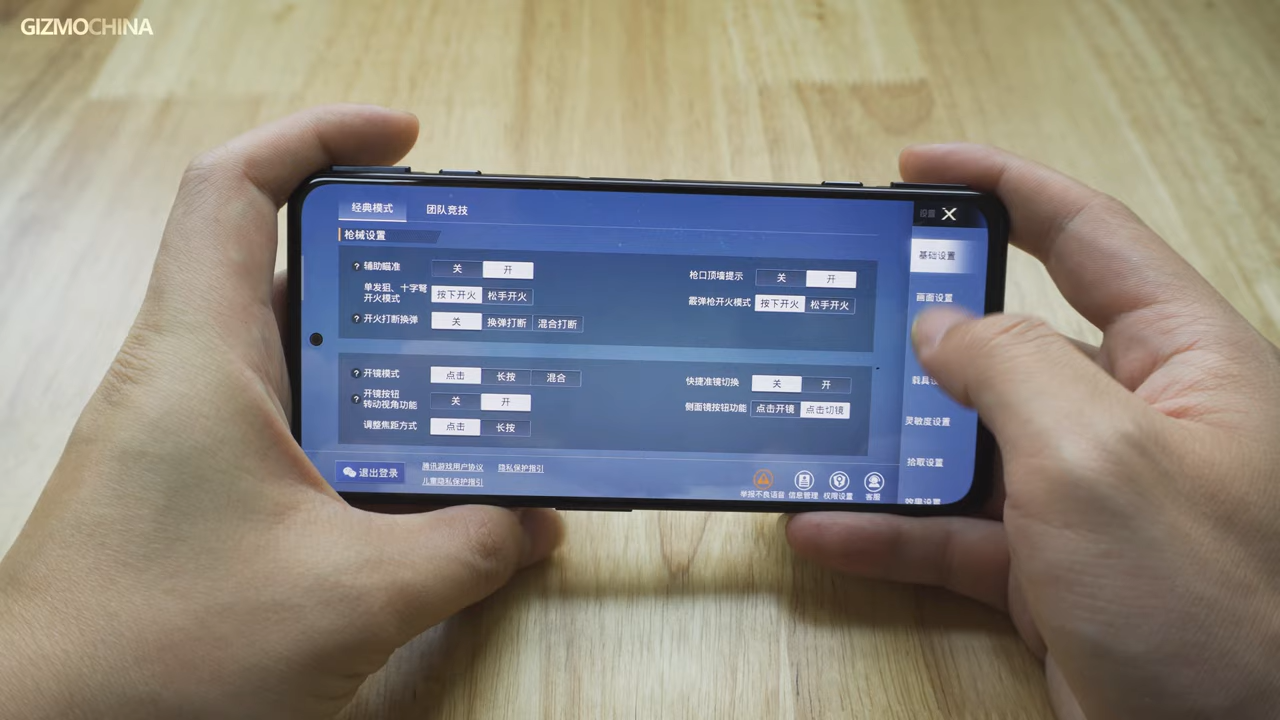 GIZMOCHINA
经典模式 团队竞技
设置 X
枪械设置
? 辅助瞄准 关 开
枪口顶墙提示 关 开
单发狙、十字弩
开火模式 按下开火 松手开火
霰弹枪开火模式 按下开火 松手开火
? 开火打断换弹 关 换弹打断 混合打断
? 开镜模式 点击 长按 混合
快捷准镜切换 关 开
? 开镜按钮
转动视角功能 关 开
侧面镜按钮功能 点击开镜 点击切镜
调整焦距方式 点击 长按
基础设置
画面设置
载具
灵敏度设置
拾取设置
效果设置
退出登录
腾讯游戏用户协议 隐私保护指引
儿童隐私保护指引
举报不良语音 信息管理 权限设置 客服